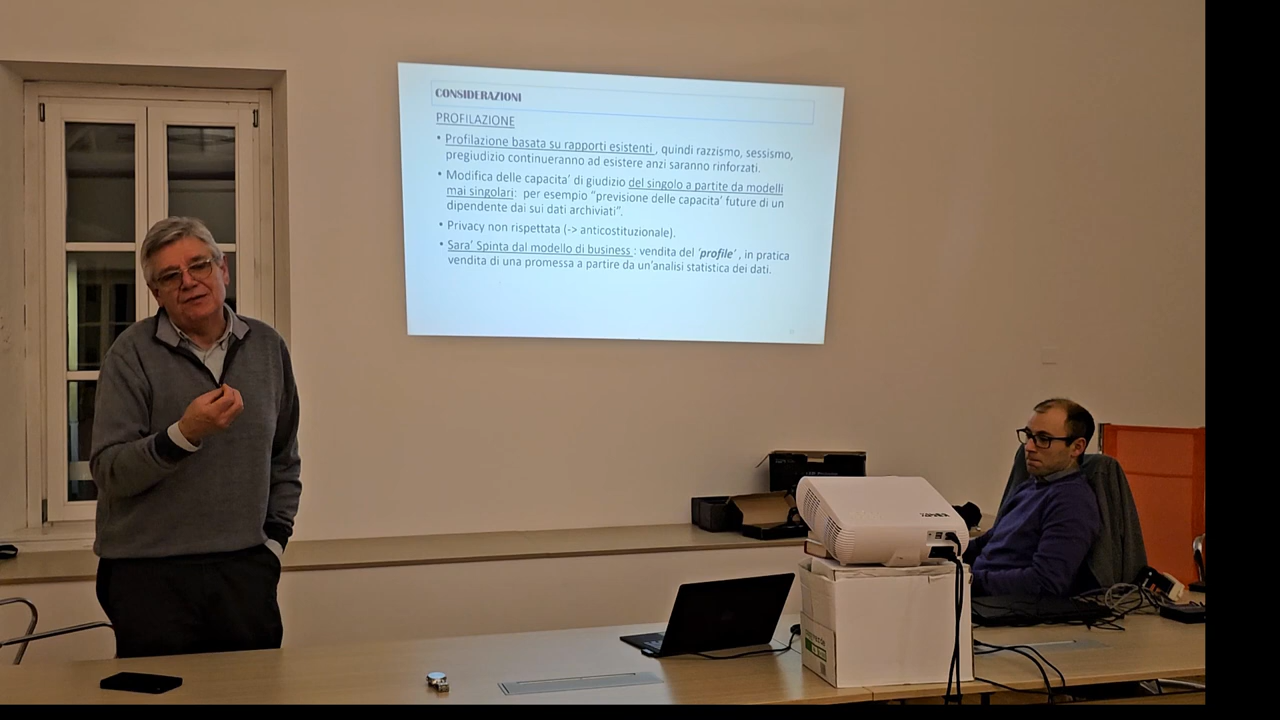 CONSIDERAZIONI
PROFILAZIONE
• Profilazione basata su rapporti esistenti , quindi razzismo, sessismo,
pregiudizio continueranno ad esistere anzi saranno rinforzati.
• Modifica delle capacita' di giudizio del singolo a partite da modelli
mai singolari: per esempio "previsione delle capacita' future di un
dipendente dai sui dati archiviati".
• Privacy non rispettata (-> anticostituzionale).
• Sara' Spinta dal modello di business : vendita del 'profile' , in pratica
vendita di una promessa a partire da un'analisi statistica dei dati.